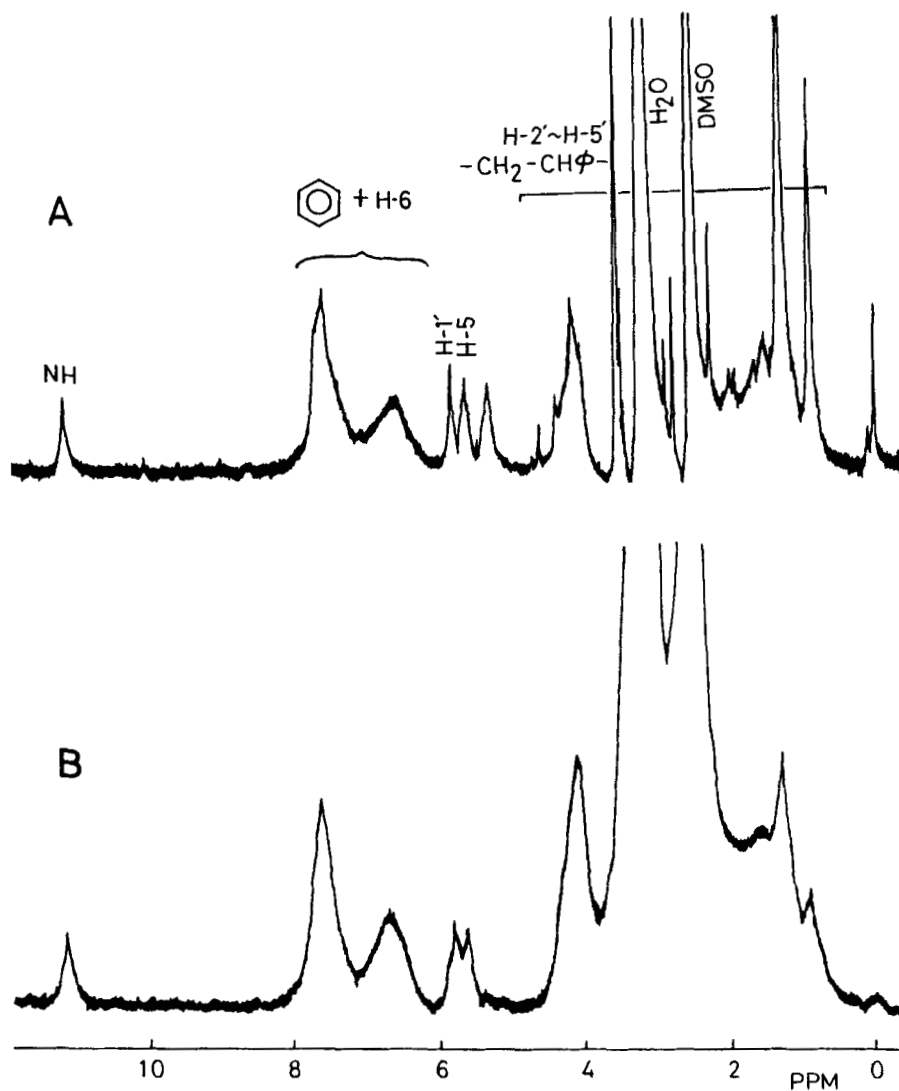 A
NH
+ H-6
H-1'
H-5
H-2'~H-5'
-CH2-CHΦ-
H2O
DMSO
B
10 8 6 4 2 PPM 0